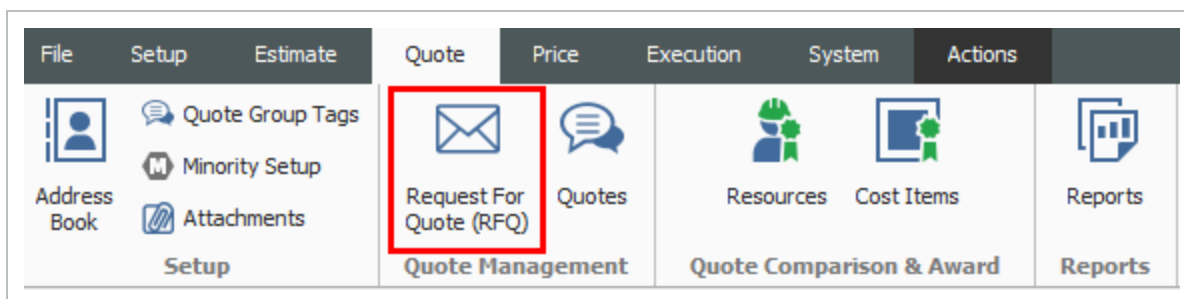 File Setup Estimate Quote Price Execution System Actions
Quote Group Tags
M Minority Setup
Attachments
Address
Book
Request For
Quote (RFQ)
Quotes
Resources
Cost Items
Reports
Setup
Quote Management
Quote Comparison & Award
Reports